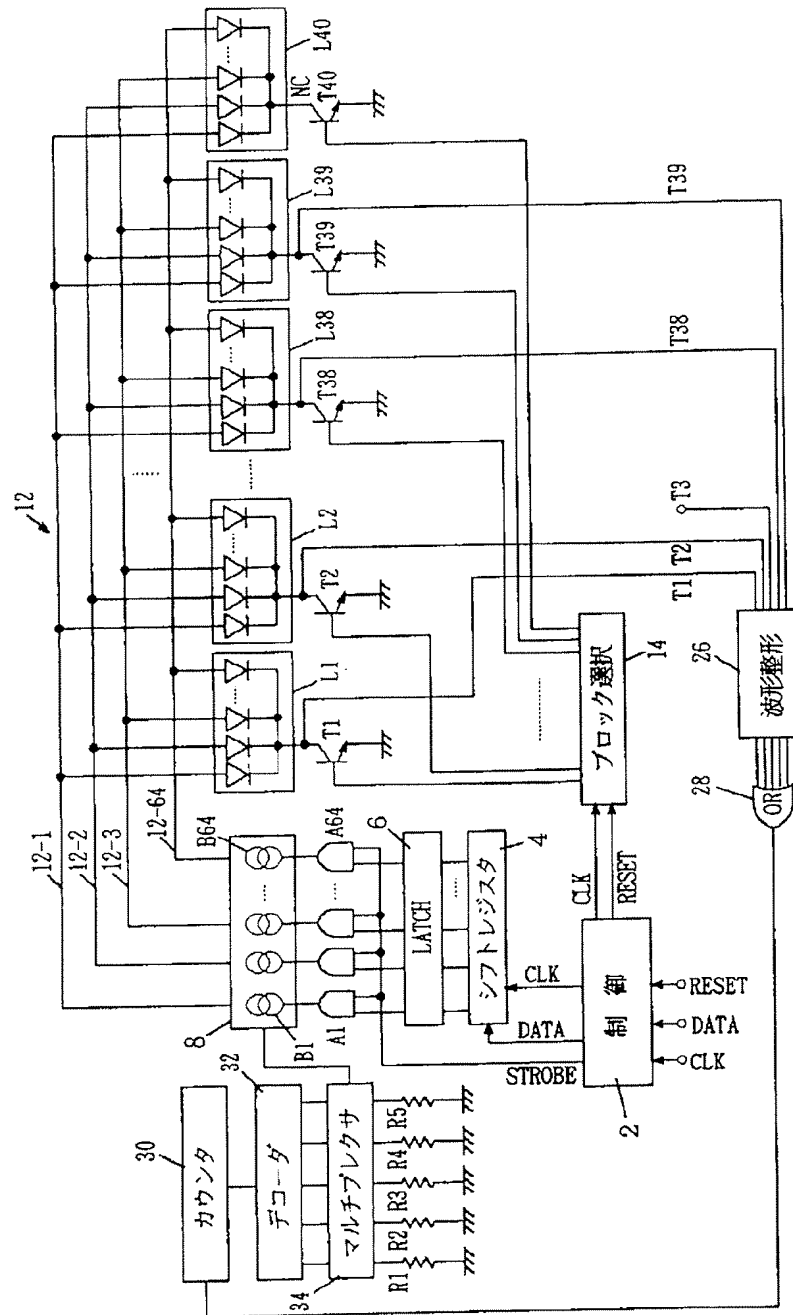 12
12-1
12-2
12-3
12-64
L1
L2
L38
L39
L40
NC
T1
T2
T38
T39
T40
30
カウンタ
32
デコーダ
34
マルチプレクサ
R1
R2
R3
R4
R5
8
B1
B64
A1
A64
6
LATCH
4
シフトレジスタ
CLK
DATA
STROBE
2
制御
RESET
DATA
CLK
CLK
RESET
14
ブロック選択
T1
T2
T3
T38
T39
26
波形整形
28
OR